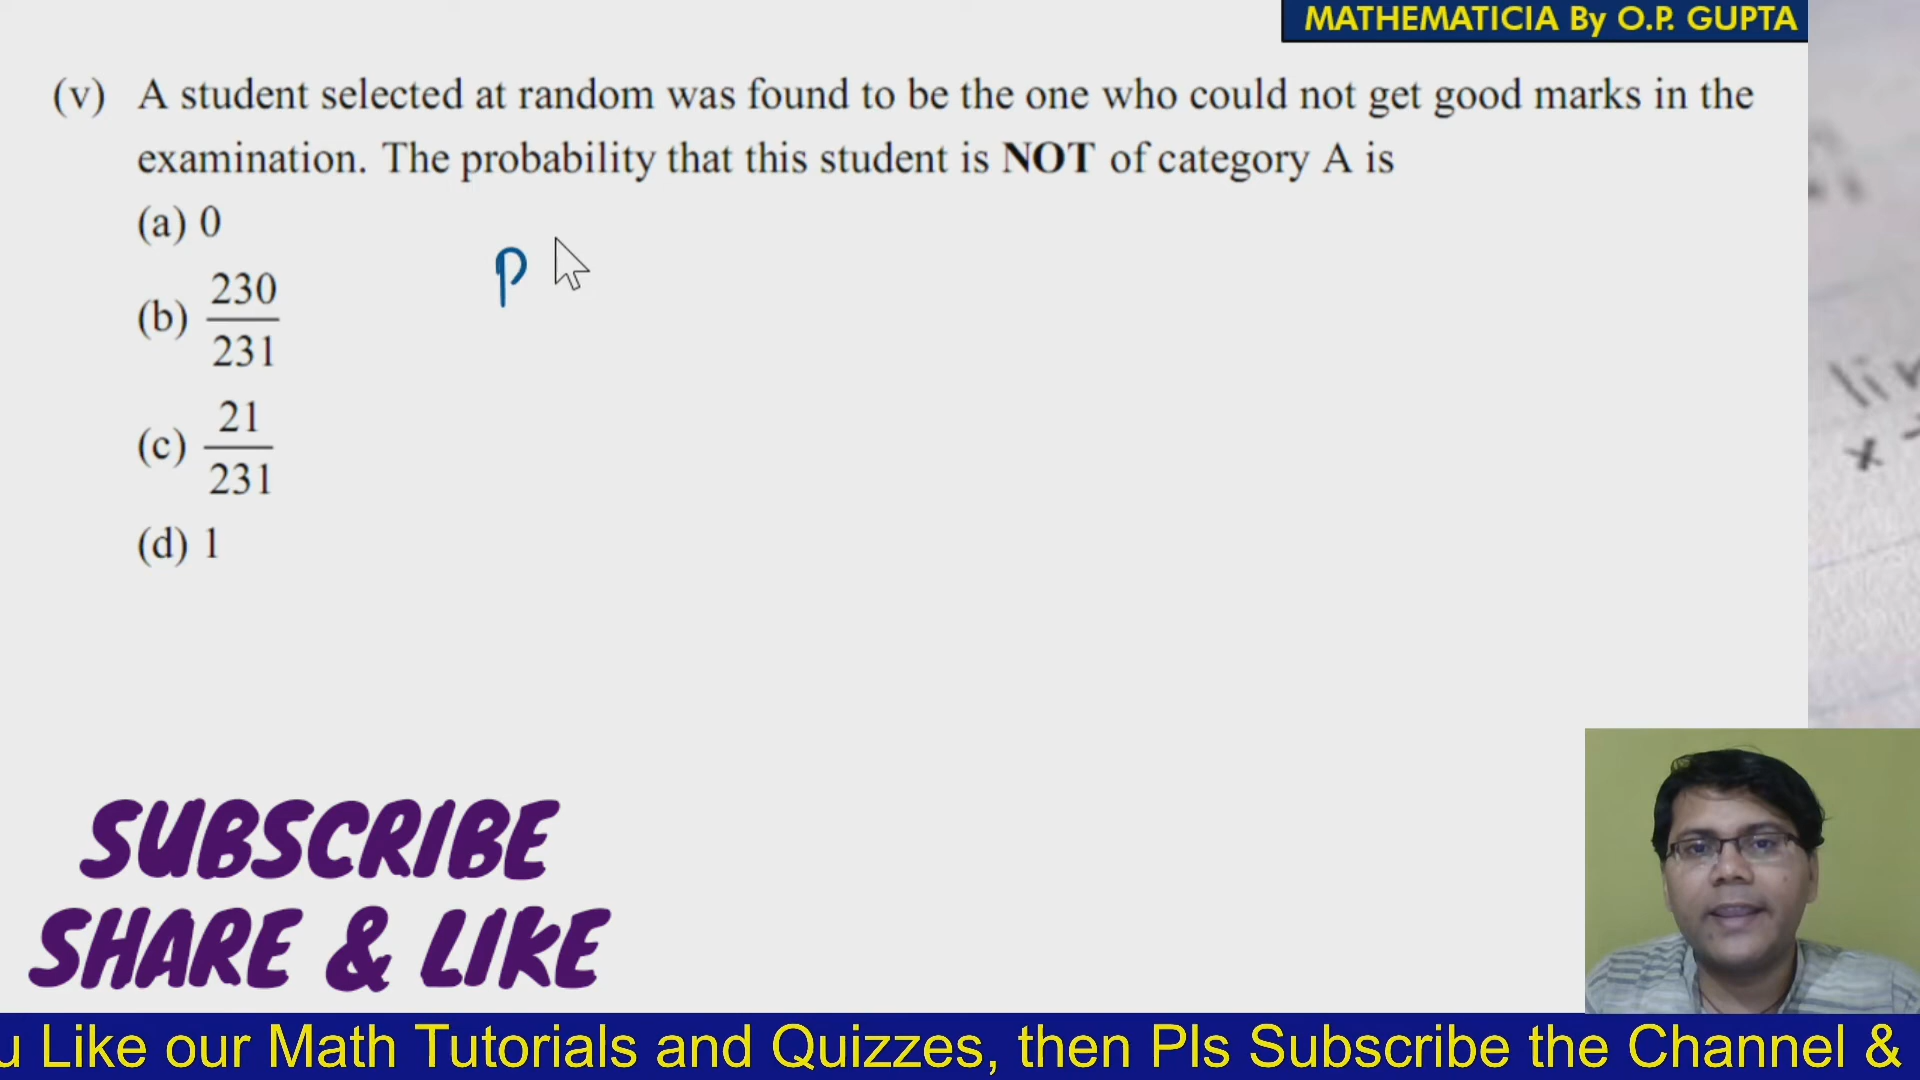 MATHEMATICIA By O.P. GUPTA
(v) A student selected at random was found to be the one who could not get good marks in the
examination. The probability that this student is NOT of category A is
(a) 0
P
(b) 230/231
(c) 21/231
(d) 1
lim
x
SUBSCRIBE
SHARE & LIKE
u Like our Math Tutorials and Quizzes, then Pls Subscribe the Channel &